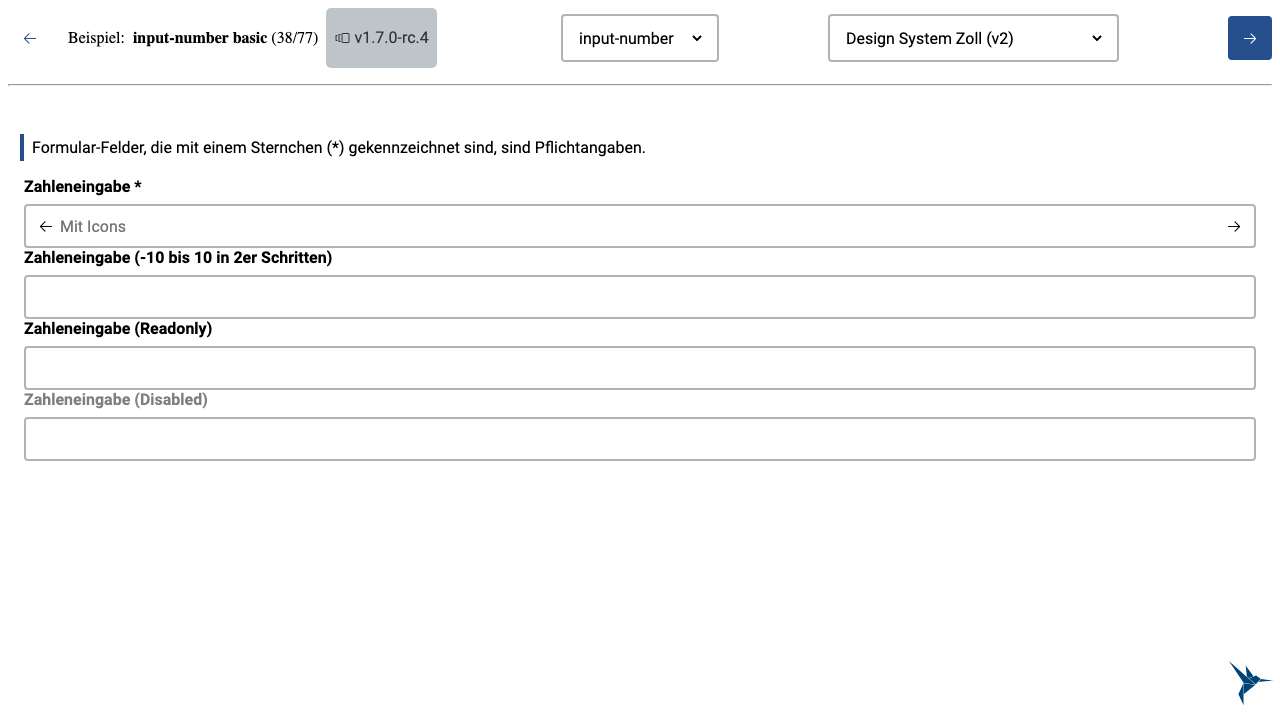 Beispiel: input-number basic (38/77) v1.7.0-rc.4 input-number Design System Zoll (v2)
Formular-Felder, die mit einem Sternchen (*) gekennzeichnet sind, sind Pflichtangaben.
Zahleneingabe *
Mit Icons
Zahleneingabe (-10 bis 10 in 2er Schritten)
Zahleneingabe (Readonly)
Zahleneingabe (Disabled)